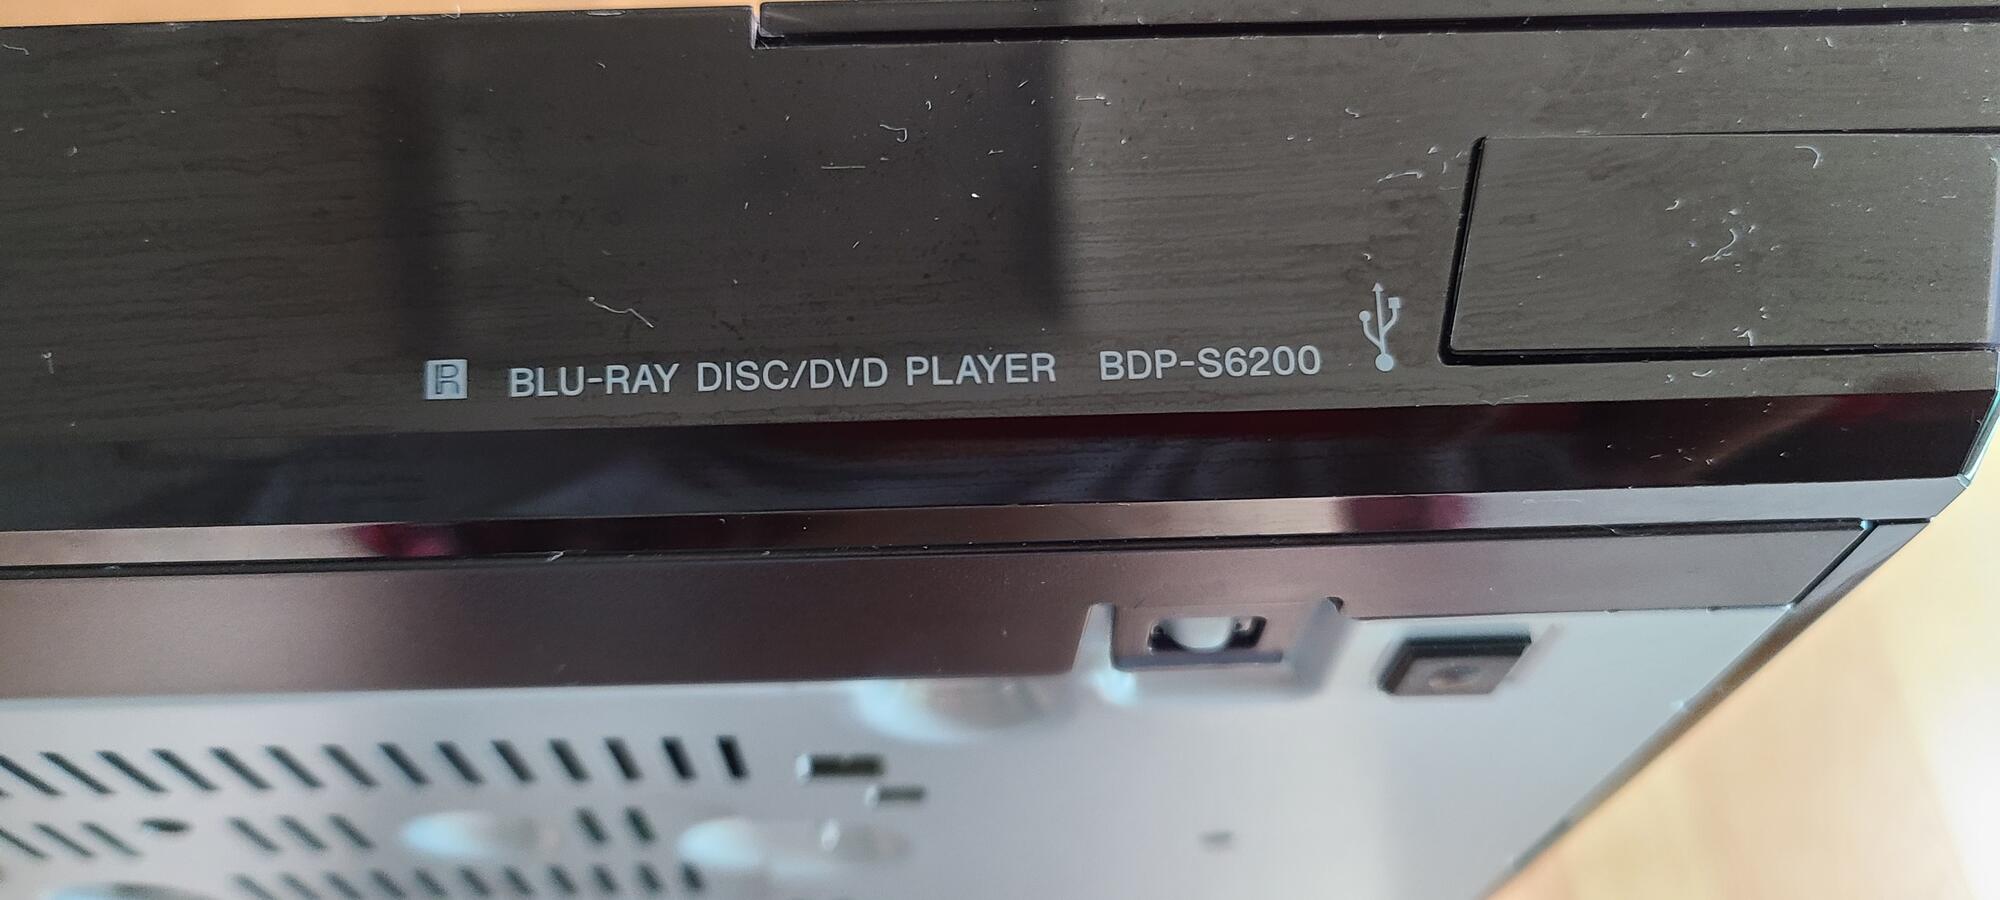 R BLU-RAY DISC/DVD PLAYER BDP-S6200